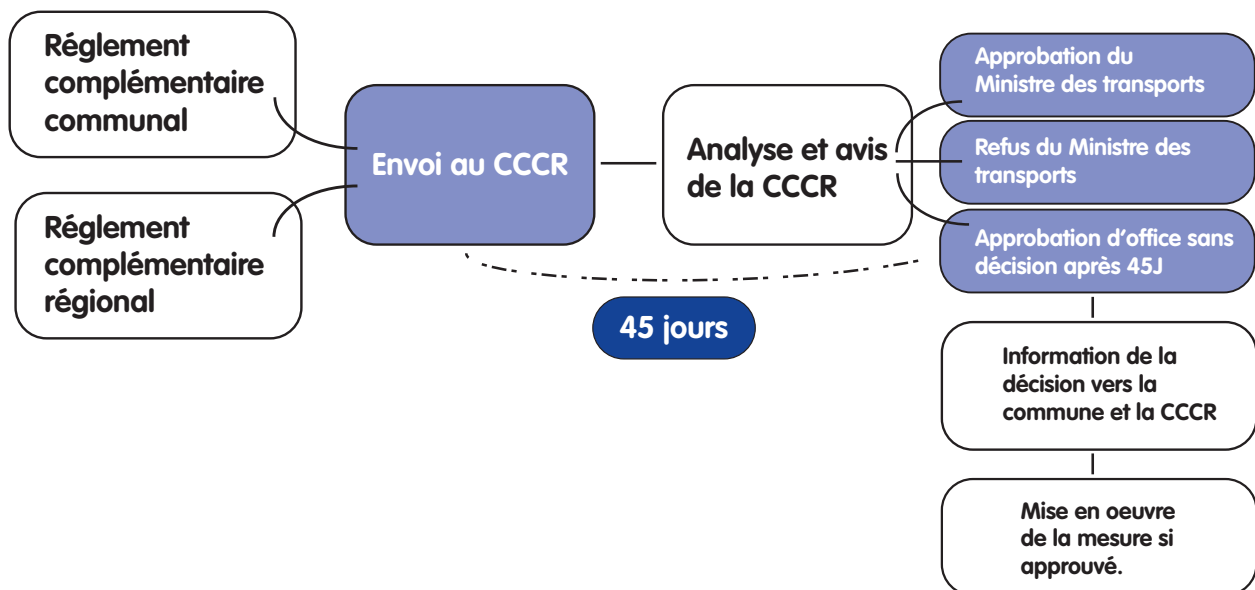 Réglement
complémentaire
communal
Réglement
complémentaire
régional
Envoi au CCCR
Analyse et avis
de la CCCR
45 jours
Approbation du
Ministre des transports
Refus du Ministre des
transports
Approbation d’office sans
décision après 45J
Information de la
décision vers la
commune et la CCCR
Mise en oeuvre
de la mesure si
approuvé.